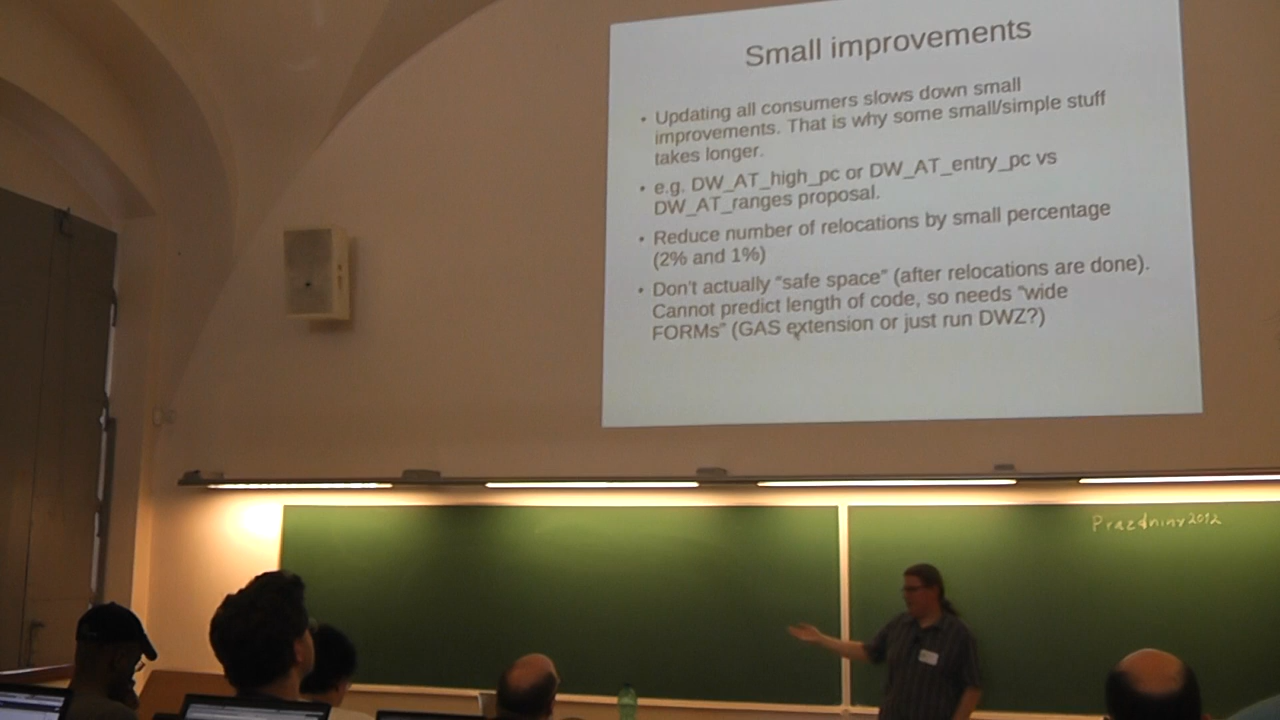 Small improvements
• Updating all consumers slows down small
improvements. That is why some small/simple stuff
takes longer.
• e.g. DW_AT_high_pc or DW_AT_entry_pc vs
DW_AT_ranges proposal.
• Reduce number of relocations by small percentage
(2% and 1%)
• Don't actually "safe space" (after relocations are done).
Cannot predict length of code, so needs "wide
FORMs" (GAS extension or just run DWZ?)
Prazdniny2012